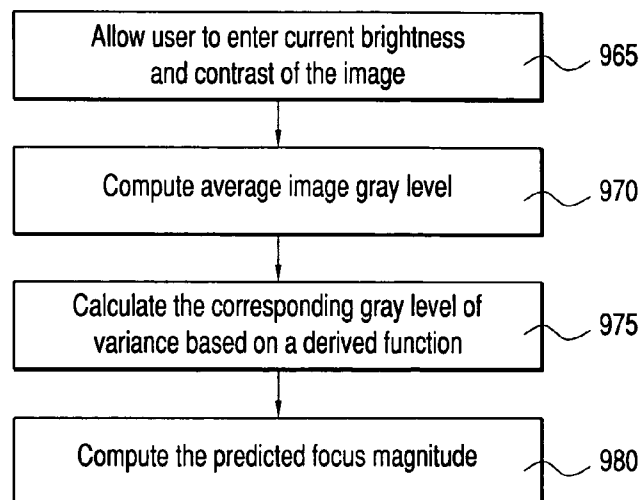 Allow user to enter current brightness
and contrast of the image
965
Compute average image gray level
970
Calculate the corresponding gray level of
variance based on a derived function
975
Compute the predicted focus magnitude
980